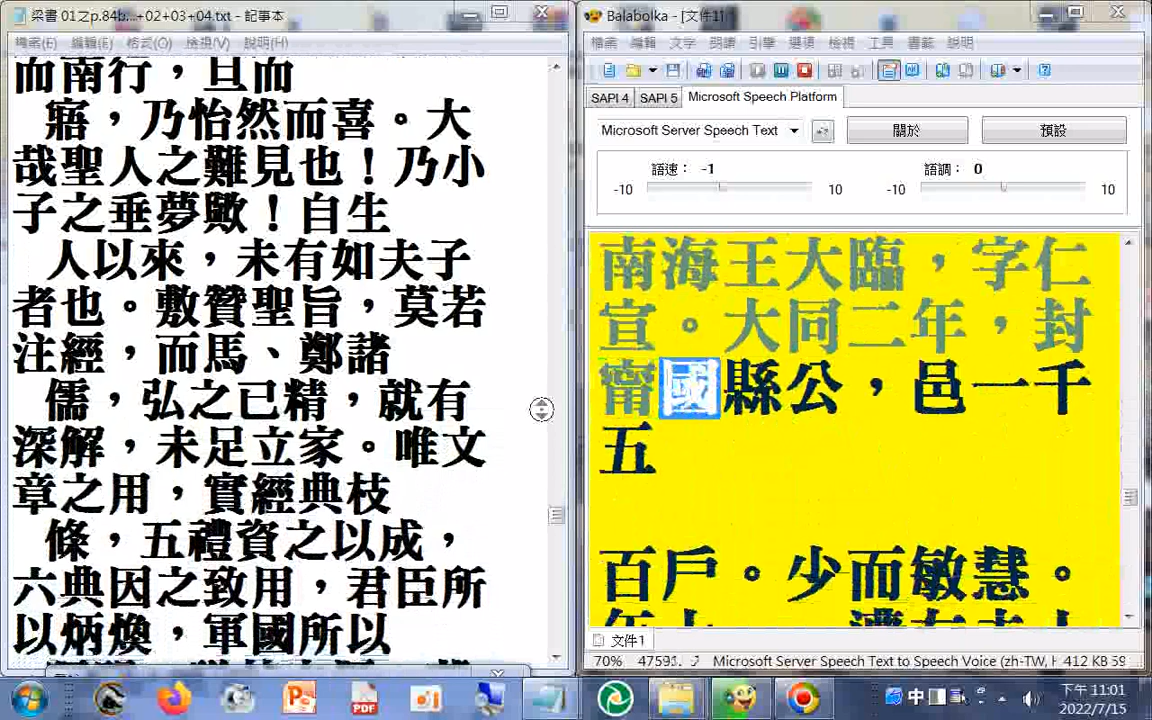 梁書 01之p.84b...+02+03+04.txt - 記事本
檔案(F) 編輯(E) 格式(O) 檢視(V) 說明(H)
而南行，旦而
寤，乃怡然而喜。大
哉聖人之難見也！乃小
子之垂夢歟！自生
人以來，未有如夫子
者也。敷贊聖旨，莫若
注經，而馬、鄭諸
儒，弘之已精，就有
深解，未足立家。唯文
章之用，實經典枝
條，五禮資之以成，
六典因之致用，君臣所
以炳煥，軍國所以
Balabolka - [文件1]
檔案 編輯 文字 朗讀 引擎 選項 檢視 工具 書籤 說明
SAPI 4 SAPI 5 Microsoft Speech Platform
Microsoft Server Speech Text 關於 預設
語速： -1 語調： 0
-10 10 -10 10
南海王大臨，字仁
宣。大同二年，封
甯國縣公，邑一千
五
百戶。少而敏慧。
文件1
70% 47591. Microsoft Server Speech Text to Speech Voice (zh-TW, H 412 KB 59
中 下午 11:01
2022/7/15